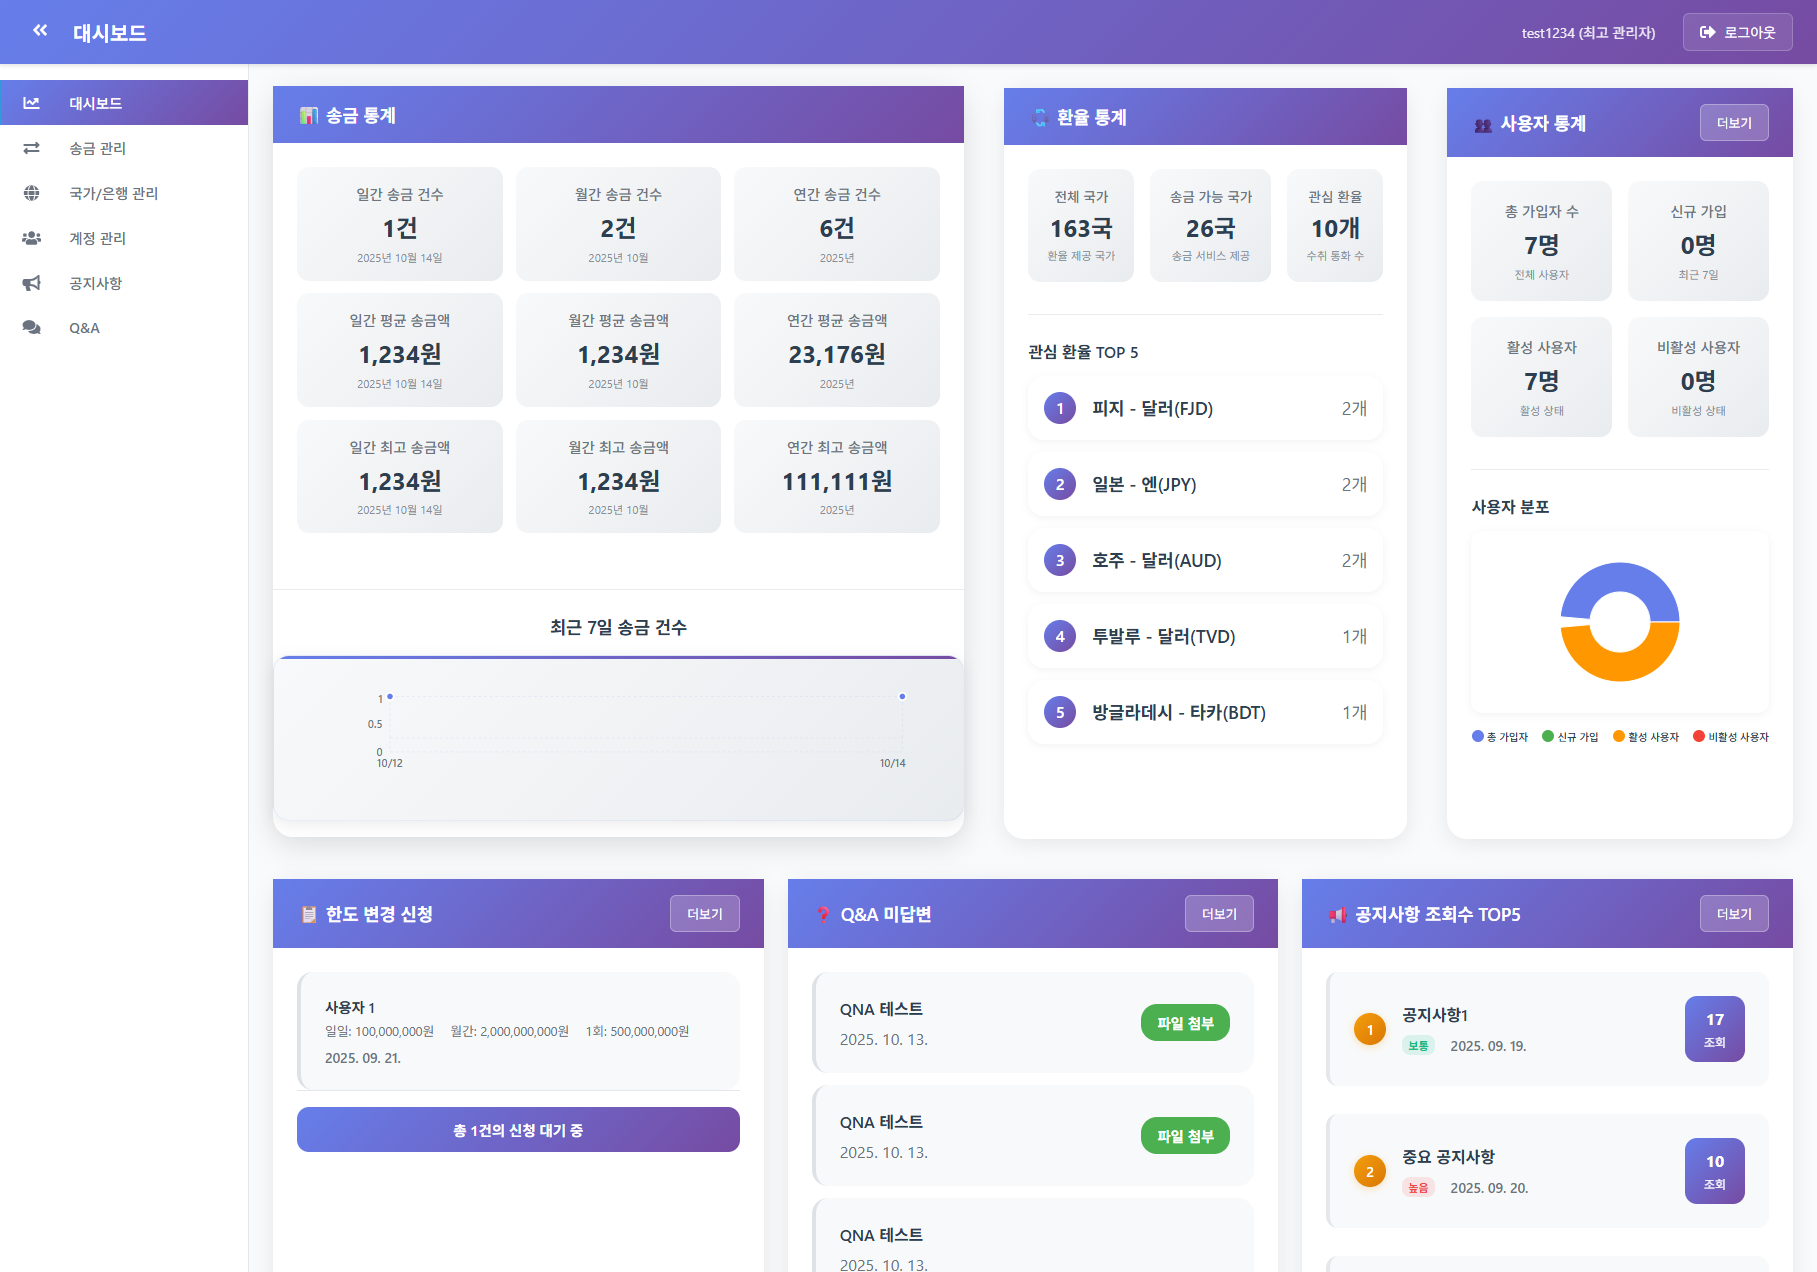 대시보드
test1234 (최고 관리자)
로그아웃
대시보드
송금 관리
국가/은행 관리
계정 관리
공지사항
Q&A
송금 통계
일간 송금 건수
1건
2025년 10월 14일
월간 송금 건수
2건
2025년 10월
연간 송금 건수
6건
2025년
일간 평균 송금액
1,234원
2025년 10월 14일
월간 평균 송금액
1,234원
2025년 10월
연간 평균 송금액
23,176원
2025년
일간 최고 송금액
1,234원
2025년 10월 14일
월간 최고 송금액
1,234원
2025년 10월
연간 최고 송금액
111,111원
2025년
최근 7일 송금 건수
1
0.5
0
10/12
10/14
환율 통계
전체 국가
163국
환율 제공 국가
송금 가능 국가
26국
송금 서비스 제공
관심 환율
10개
수취 통화 수
관심 환율 TOP 5
1 피지 - 달러(FJD) 2개
2 일본 - 엔(JPY) 2개
3 호주 - 달러(AUD) 2개
4 투발루 - 달러(TVD) 1개
5 방글라데시 - 타카(BDT) 1개
사용자 통계
더보기
총 가입자 수
7명
전체 사용자
신규 가입
0명
최근 7일
활성 사용자
7명
활성 상태
비활성 사용자
0명
비활성 상태
사용자 분포
총 가입자 신규 가입 활성 사용자 비활성 사용자
한도 변경 신청
더보기
사용자 1
일일: 100,000,000원 월간: 2,000,000,000원 1회: 500,000,000원
2025. 09. 21.
총 1건의 신청 대기 중
Q&A 미답변
더보기
QNA 테스트
2025. 10. 13.
파일 첨부
QNA 테스트
2025. 10. 13.
파일 첨부
QNA 테스트
2025. 10. 13.
공지사항 조회수 TOP5
더보기
1
공지사항1
보통 2025. 09. 19.
17
조회
2
중요 공지사항
높음 2025. 09. 20.
10
조회